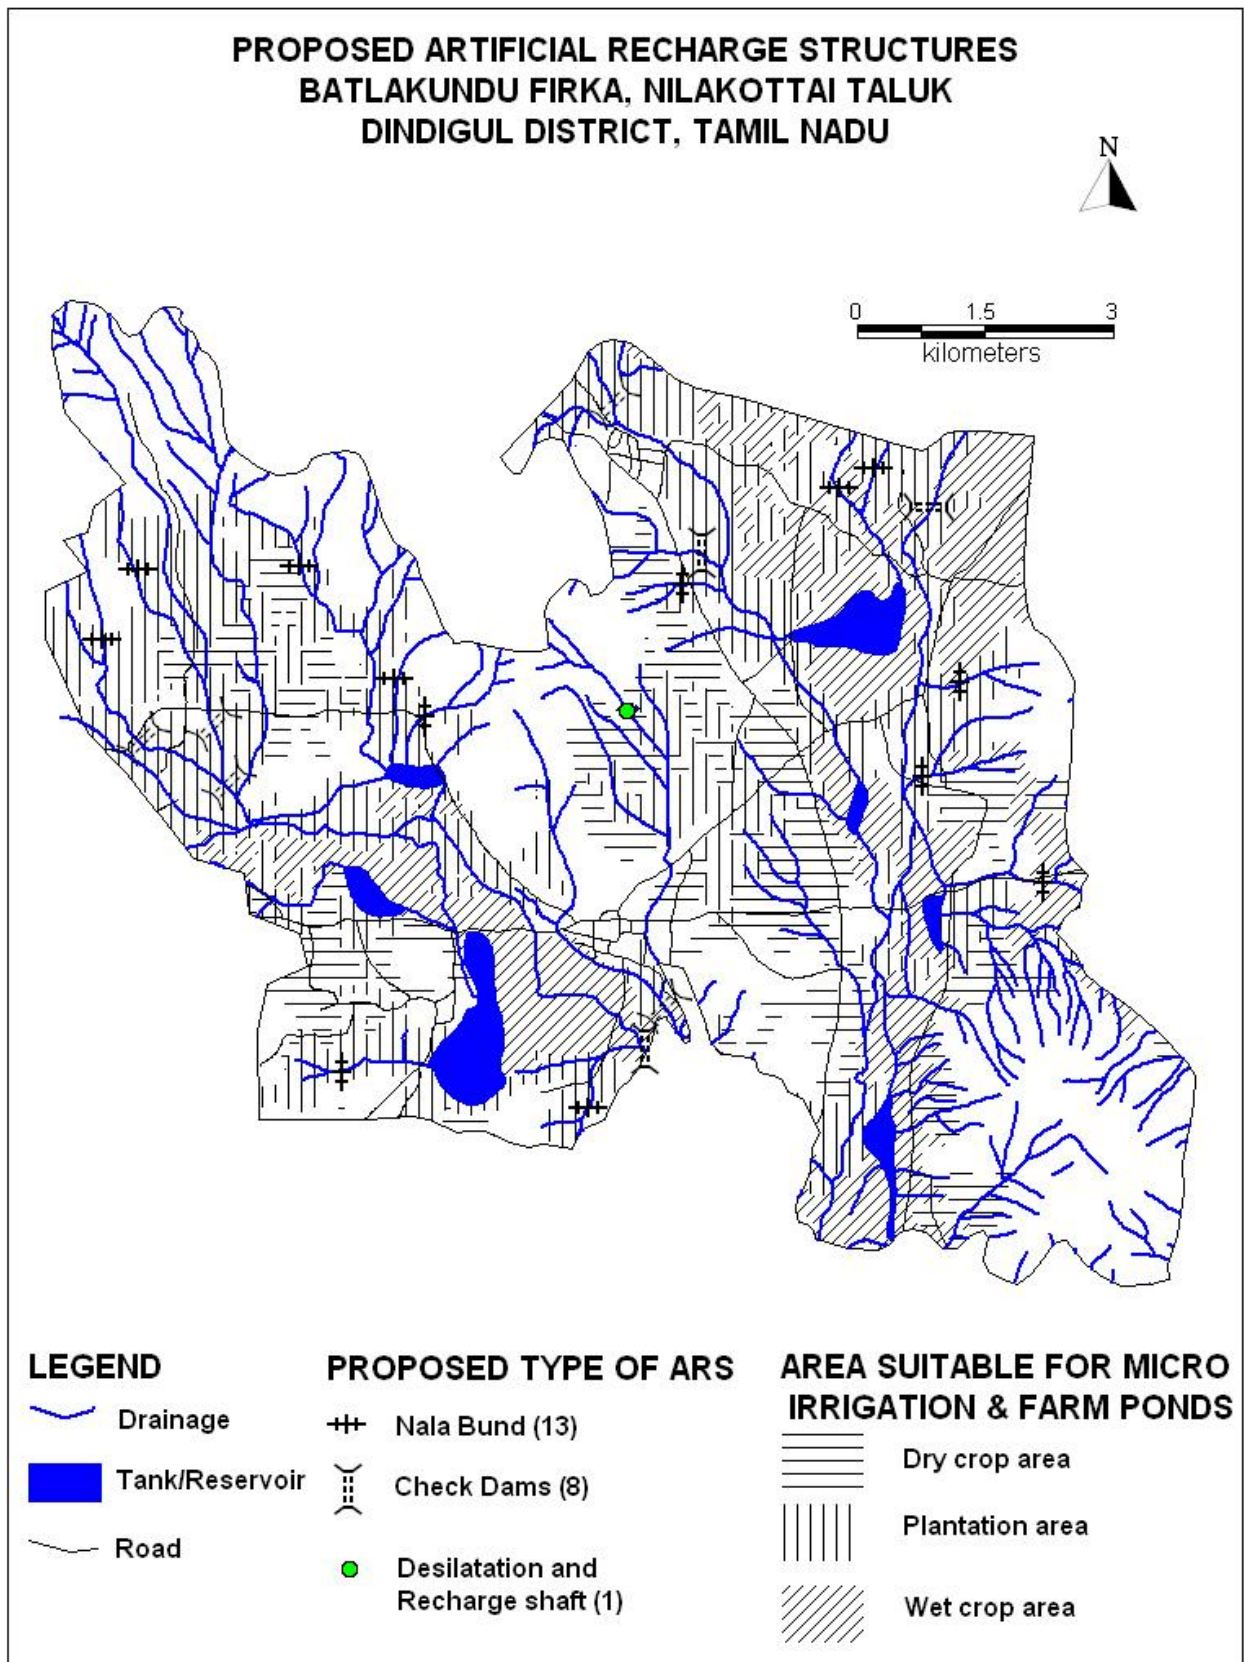 PROPOSED ARTIFICIAL RECHARGE STRUCTURES
BATLAKUNDU FIRKA, NILAKOTTAI TALUK
DINDIGUL DISTRICT, TAMIL NADU
N
0 1.5 3
kilometers
LEGEND
Drainage
Tank/Reservoir
Road
PROPOSED TYPE OF ARS
Nala Bund (13)
Check Dams (8)
Desilatation and
Recharge shaft (1)
AREA SUITABLE FOR MICRO
IRRIGATION & FARM PONDS
Dry crop area
Plantation area
Wet crop area